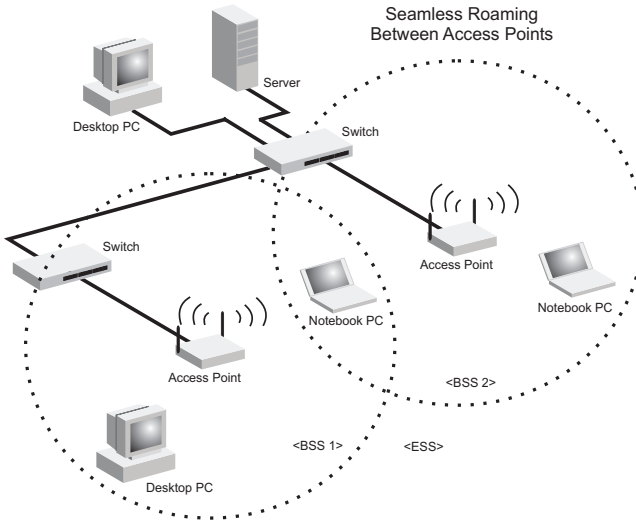 Seamless Roaming
Between Access Points
Server
Desktop PC
Switch
Switch
Access Point
Notebook PC
Notebook PC
Access Point
<BSS 2>
<BSS 1>
<ESS>
Desktop PC